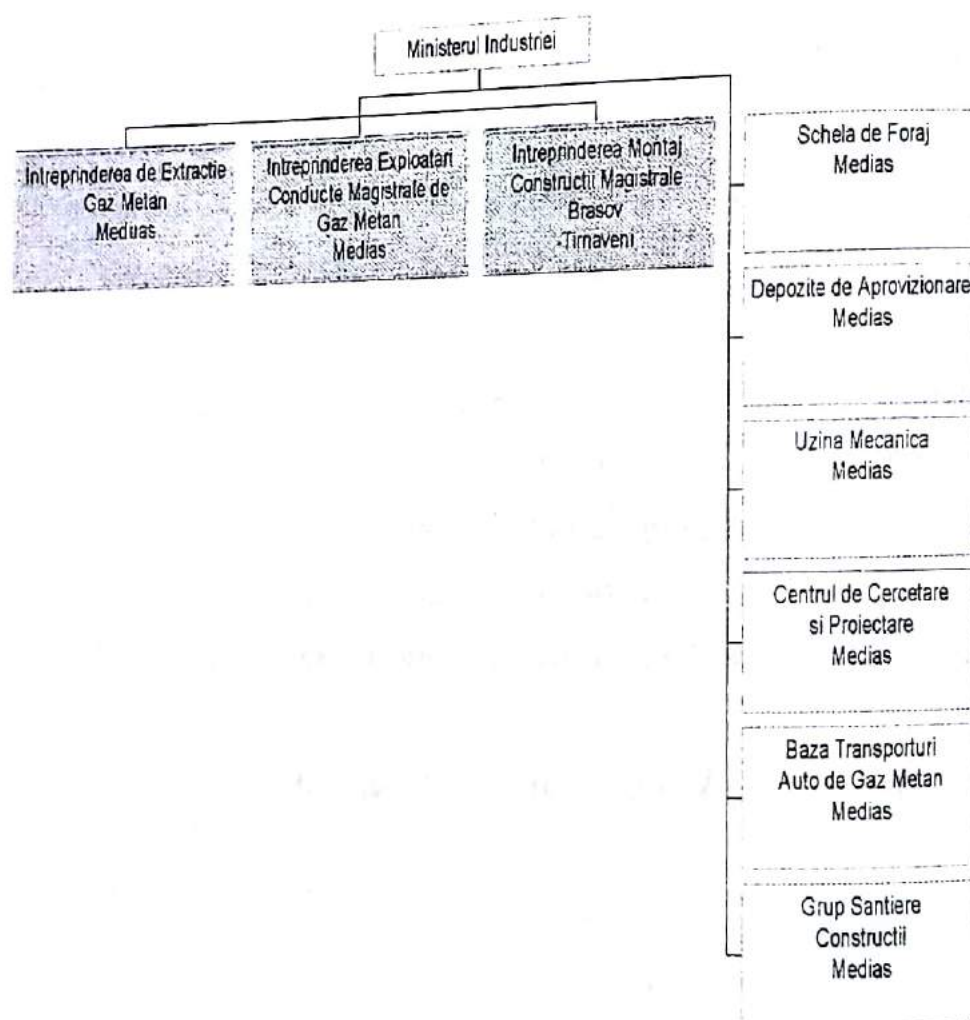 Ministerul Industriei
Intreprinderea de Extractie
Gaz Metan
Meduas
Intreprinderea Exploatari
Conducte Magistrale de
Gaz Metan
Medias
Intreprinderea Montaj
Constructii Magistrale
Brasov
-Tirnaveni
Schela de Foraj
Medias
Depozite de Aprovizionare
Medias
Uzina Mecanica
Medias
Centrul de Cercetare
si Proiectare
Medias
Baza Transporturi
Auto de Gaz Metan
Medias
Grup Santiere
Constructii
Medias